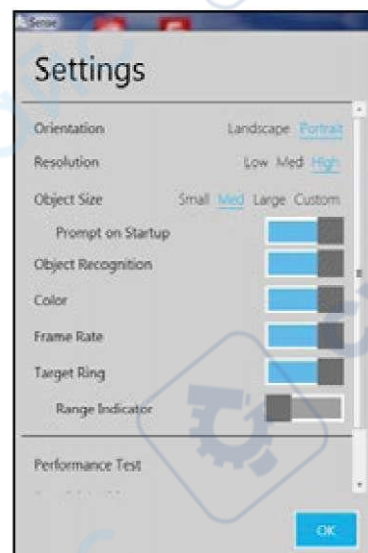 Sense
Settings
Orientation Landscape Portrait
Resolution Low Med High
Object Size Small Med Large Custom
Prompt on Startup
Object Recognition
Color
Frame Rate
Target Ring
Range Indicator
Performance Test
OK